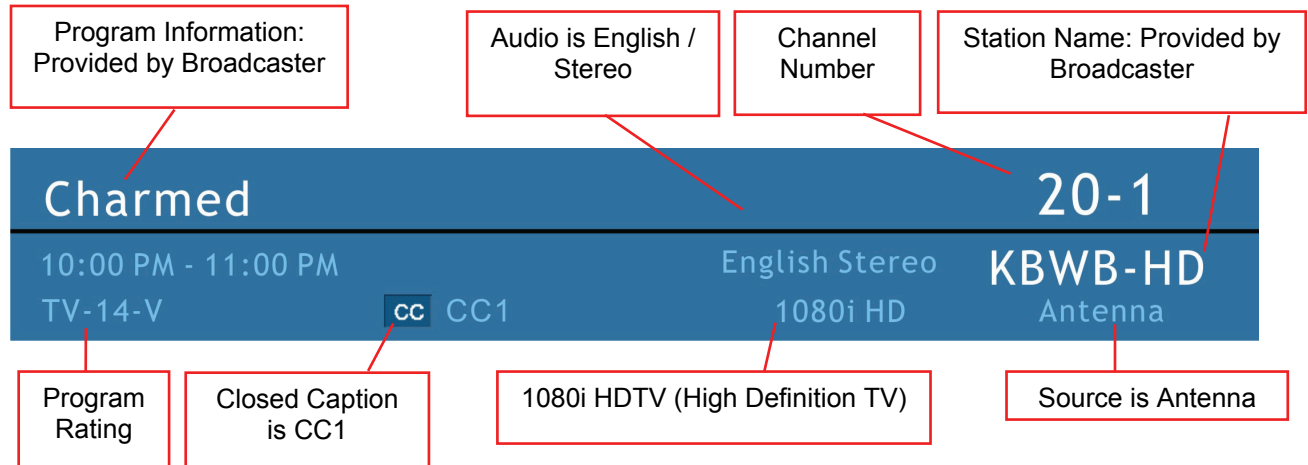 Program Information:
Provided by Broadcaster
Audio is English /
Stereo
Channel
Number
Station Name: Provided by
Broadcaster
Charmed
20-1
10:00 PM - 11:00 PM
English Stereo
KBWB-HD
TV-14-V
CC CC1
1080i HD
Antenna
Program
Rating
Closed Caption
is CC1
1080i HDTV (High Definition TV)
Source is Antenna